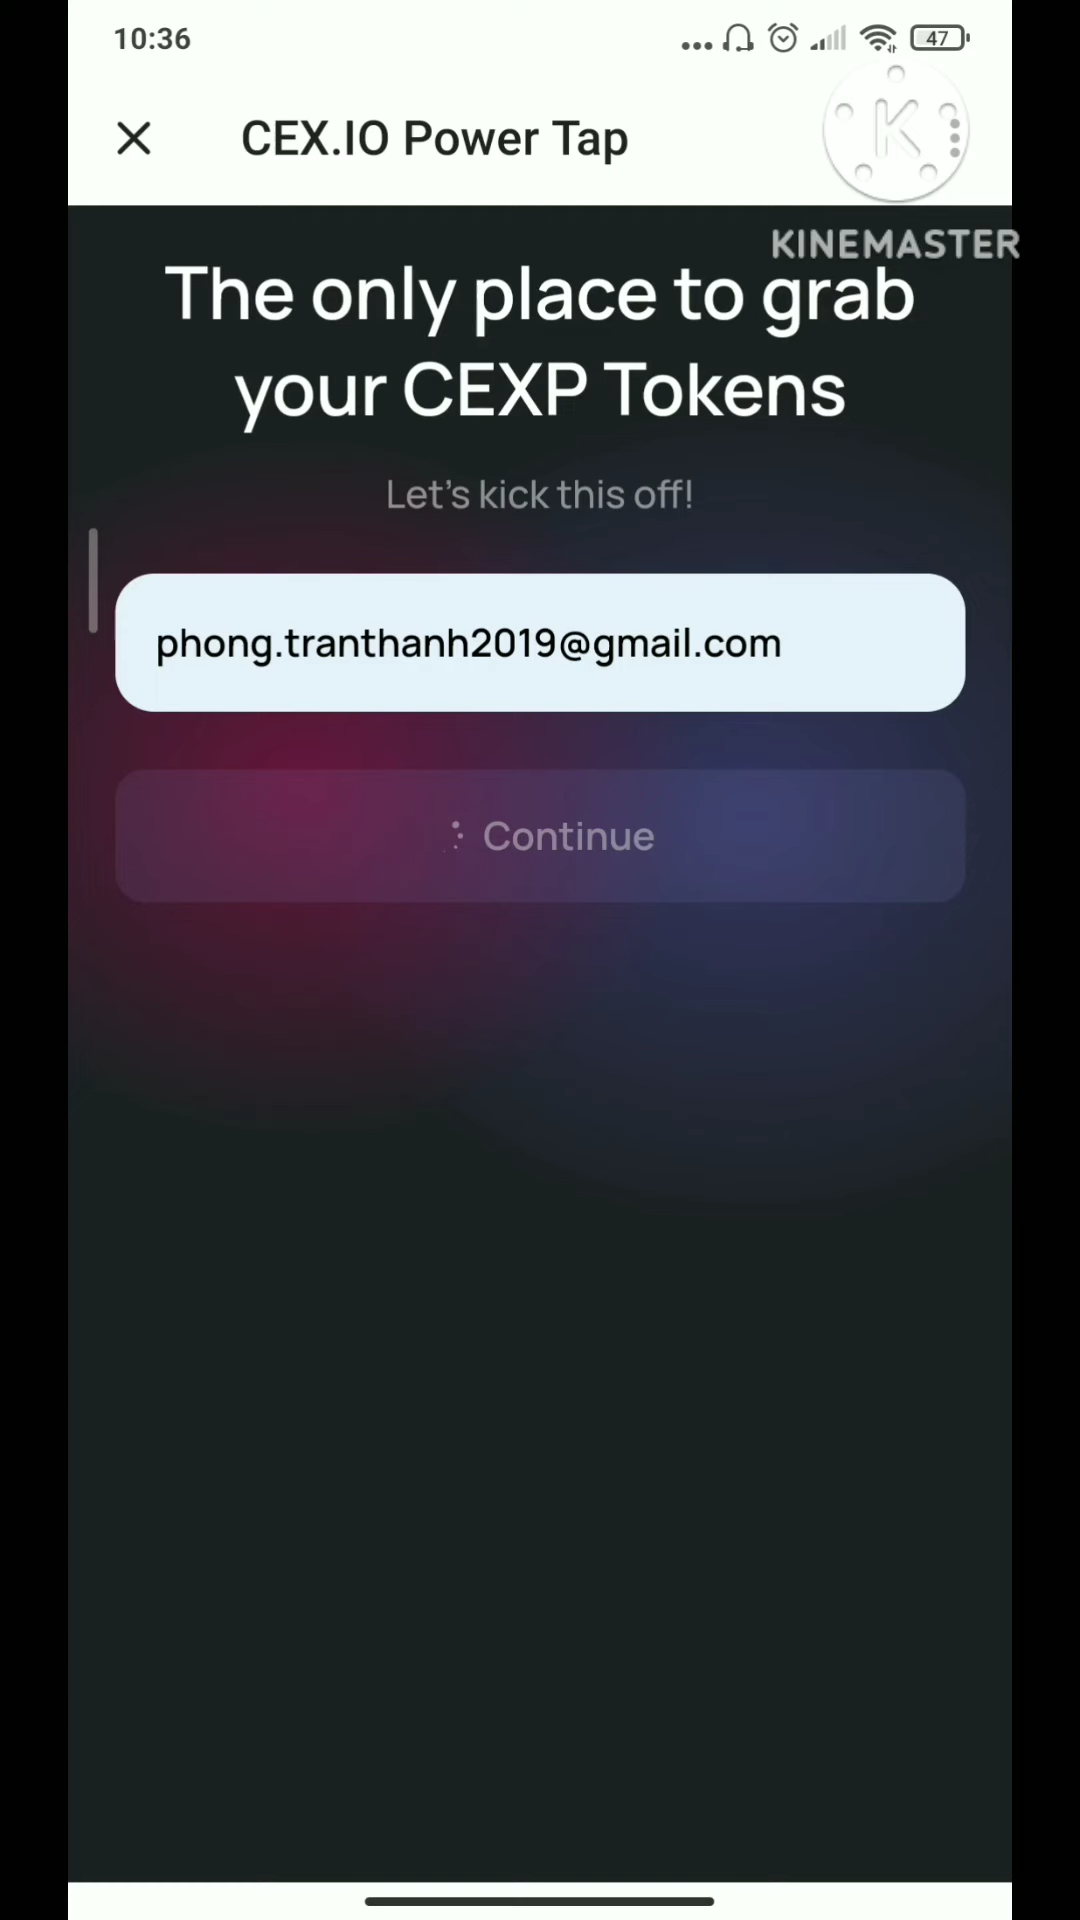 10:36
47
CEX.IO Power Tap
K
KINEMASTER
The only place to grab
your CEXP Tokens
Let's kick this off!
phong.tranthanh2019@gmail.com
Continue